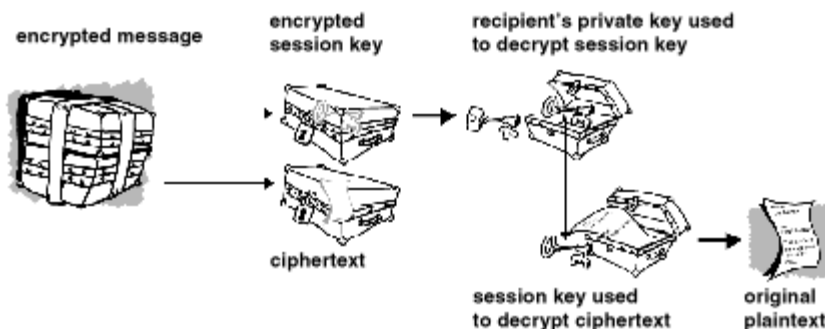 encrypted message
encrypted
session key
recipient's private key used
to decrypt session key
ciphertext
session key used
to decrypt ciphertext
original
plaintext